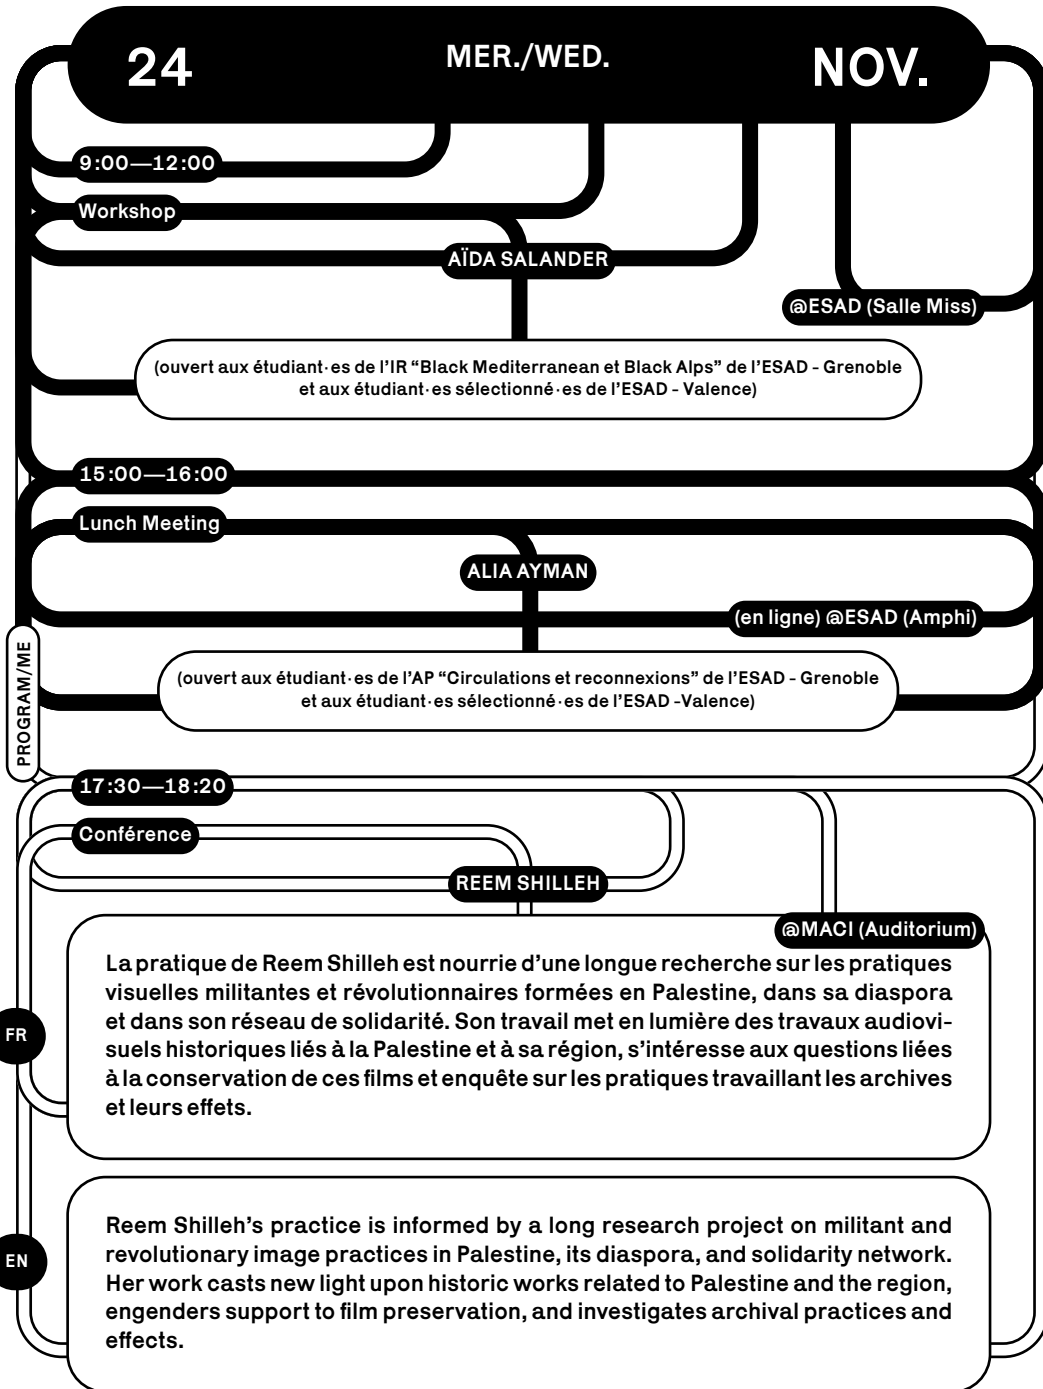 24
MER./WED.
NOV.
9:00—12:00
Workshop
AÏDA SALANDER
@ESAD (Salle Miss)
(ouvert aux étudiant·es de l’IR “Black Mediterranean et Black Alps” de l’ESAD - Grenoble
et aux étudiant·es sélectionné·es de l’ESAD - Valence)
15:00—16:00
Lunch Meeting
ALIA AYMAN
(en ligne) @ESAD (Amphi)
(ouvert aux étudiant·es de l’AP “Circulations et reconnexions” de l’ESAD - Grenoble
et aux étudiant·es sélectionné·es de l’ESAD -Valence)
PROGRAM/ME
17:30—18:20
Conférence
REEM SHILLEH
@MACI (Auditorium)
FR
La pratique de Reem Shilleh est nourrie d’une longue recherche sur les pratiques
visuelles militantes et révolutionnaires formées en Palestine, dans sa diaspora
et dans son réseau de solidarité. Son travail met en lumière des travaux audiovi-
suels historiques liés à la Palestine et à sa région, s’intéresse aux questions liées
à la conservation de ces films et enquête sur les pratiques travaillant les archives
et leurs effets.
EN
Reem Shilleh’s practice is informed by a long research project on militant and
revolutionary image practices in Palestine, its diaspora, and solidarity network.
Her work casts new light upon historic works related to Palestine and the region,
engenders support to film preservation, and investigates archival practices and
effects.